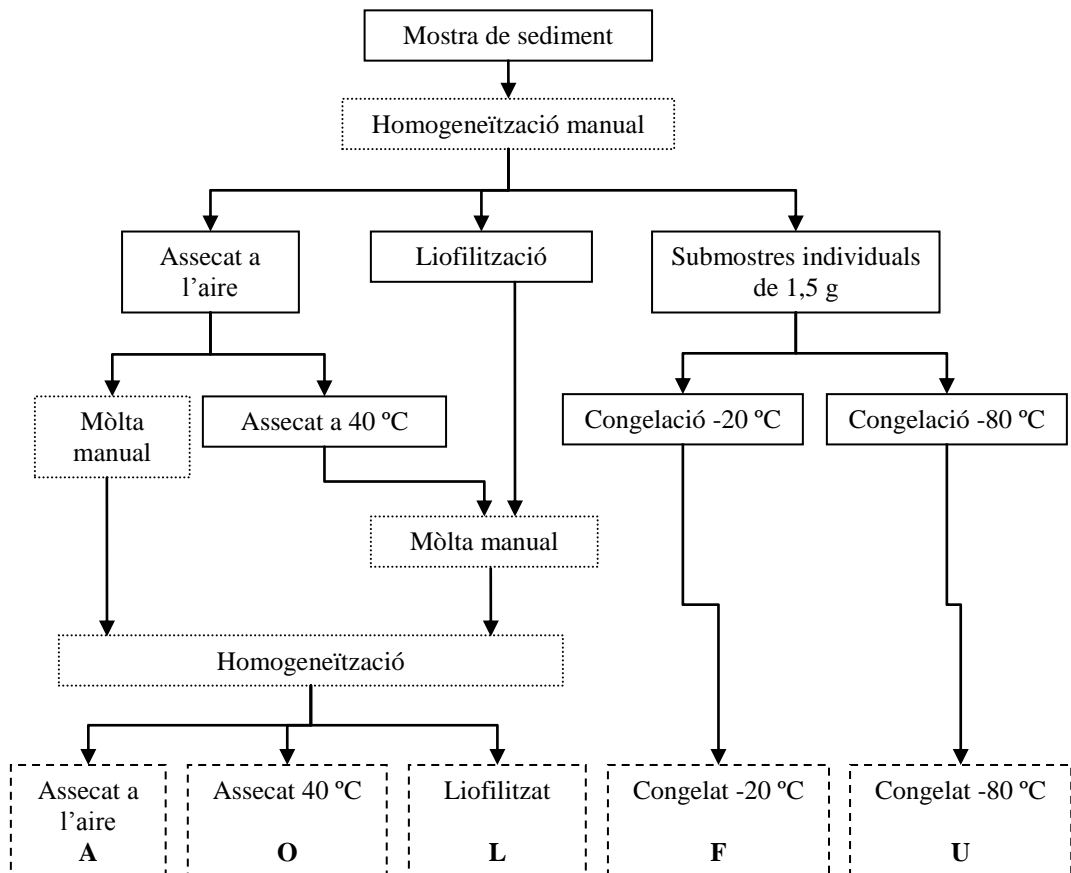 Mostra de sediment
Homogeneïtzació manual
Assecat a
l’aire
Liofilització
Submostres individuals
de 1,5 g
Mòlta
manual
Assecat a 40 ºC
Congelació -20 ºC
Congelació -80 ºC
Mòlta manual
Homogeneïtzació
Assecat a
l’aire
A
Assecat 40 ºC
O
Liofilitzat
L
Congelat -20 ºC
F
Congelat -80 ºC
U